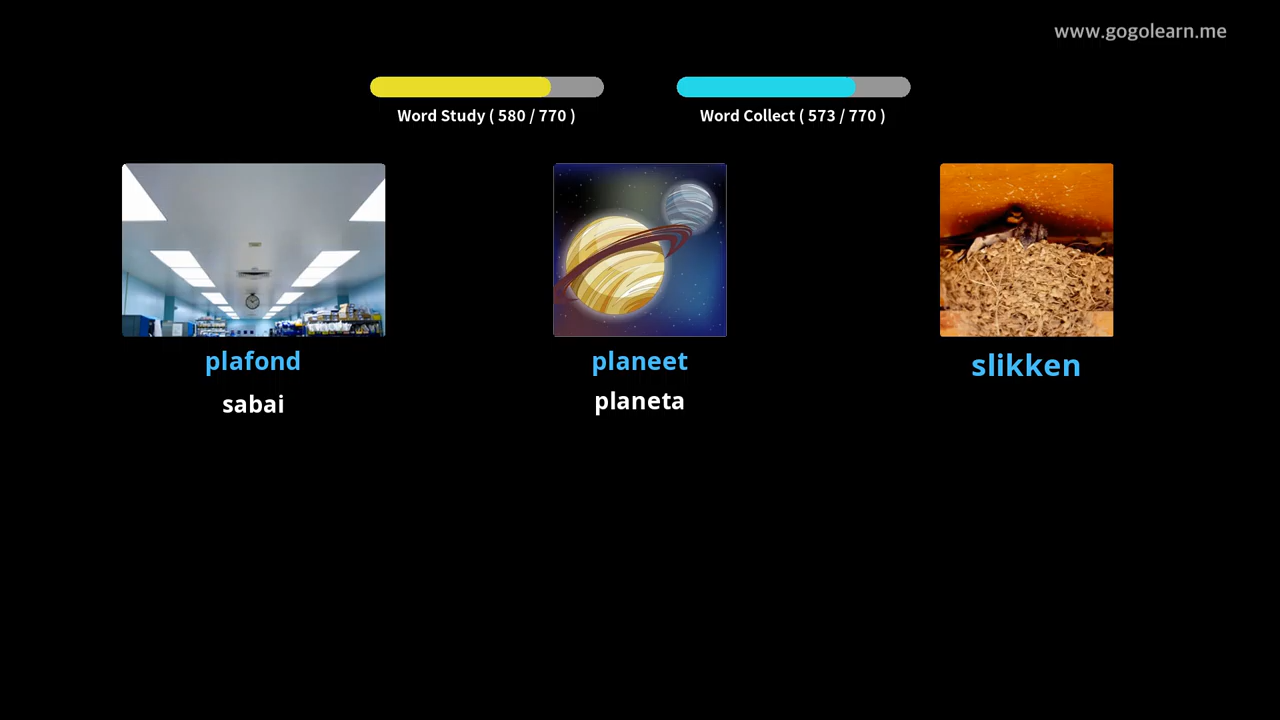 www.gogolearn.me
Word Study ( 580 / 770 )
Word Collect ( 573 / 770 )
plafond
planeet
slikken
sabai
planeta